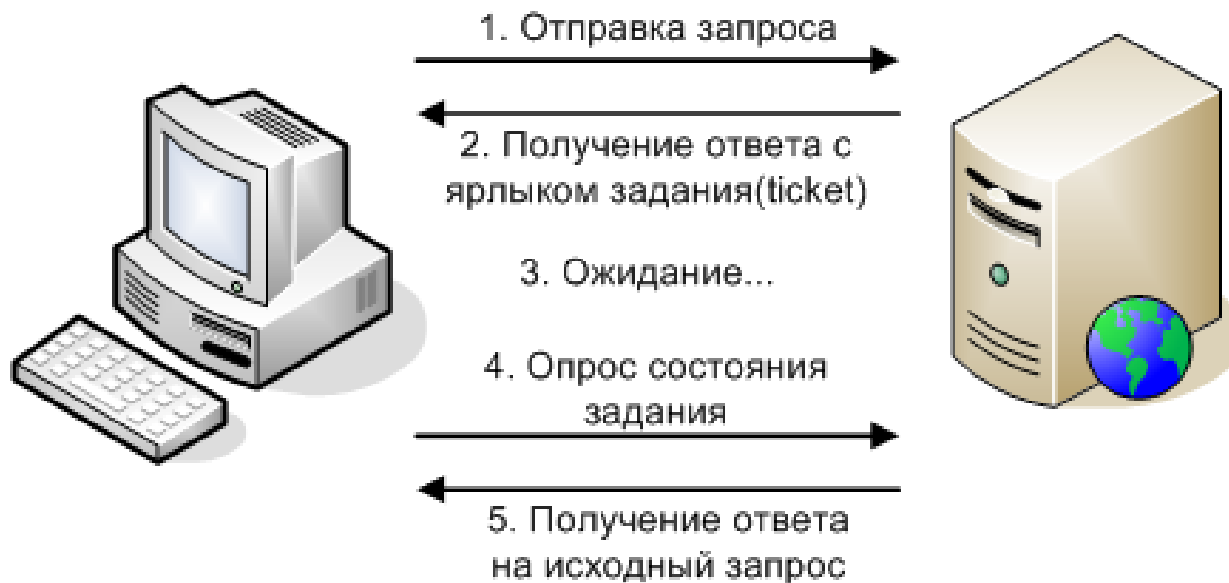 1. Отправка запроса
2. Получение ответа с
ярлыком задания(ticket)
3. Ожидание...
4. Опрос состояния
задания
5. Получение ответа
на исходный запрос